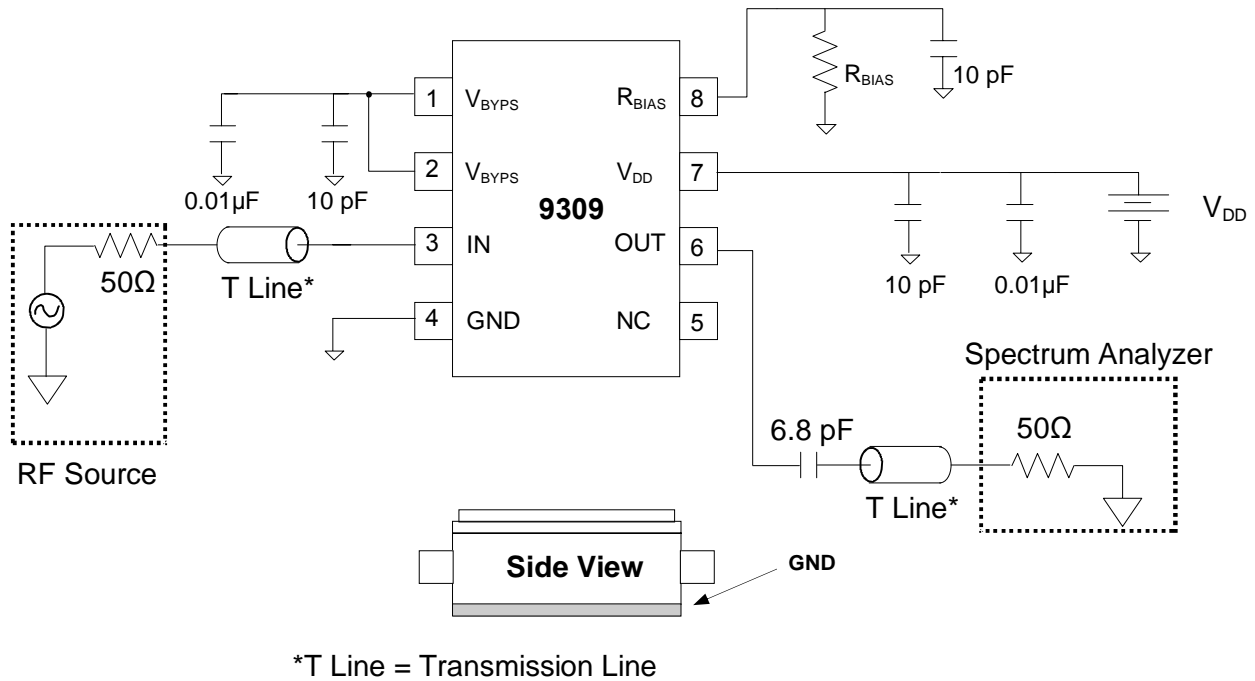 1 V_BYPS
2 V_BYPS
3 IN
4 GND
R_BIAS 8
V_DD 7
OUT 6
NC 5
9309
R_BIAS
10 pF
0.01µF
10 pF
10 pF
0.01µF
V_DD
50Ω
T Line*
RF Source
Spectrum Analyzer
6.8 pF
50Ω
T Line*
Side View
GND
*T Line = Transmission Line